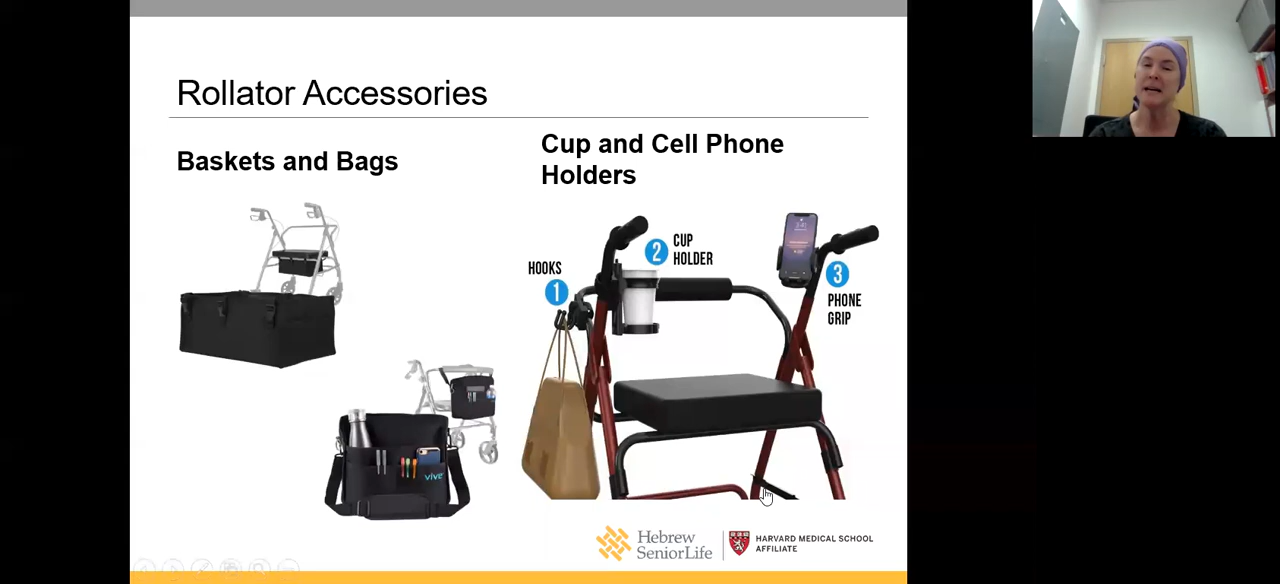 Rollator Accessories
Baskets and Bags
Cup and Cell Phone
Holders
HOOKS
1
2
CUP
HOLDER
3
PHONE
GRIP
vive
Hebrew
SeniorLife
HARVARD MEDICAL SCHOOL
AFFILIATE